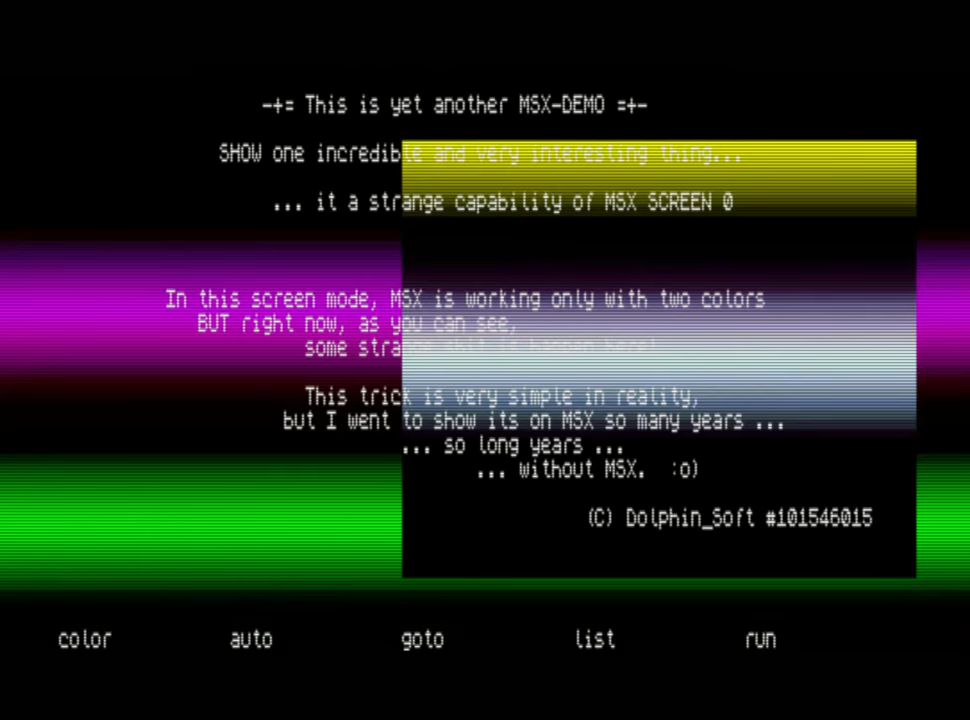 -+= This is yet another MSX-DEMO =+-
SHOW one incredible and very interesting thing...
... it a strange capability of MSX SCREEN 0
In this screen mode, MSX is working only with two colors
BUT right now, as you can see,
some strange is happen here!
This trick is very simple in reality,
but I went to show its on MSX so many years ...
... so long years ...
... without MSX. :o)
(C) Dolphin_Soft #101546015
color auto goto list run